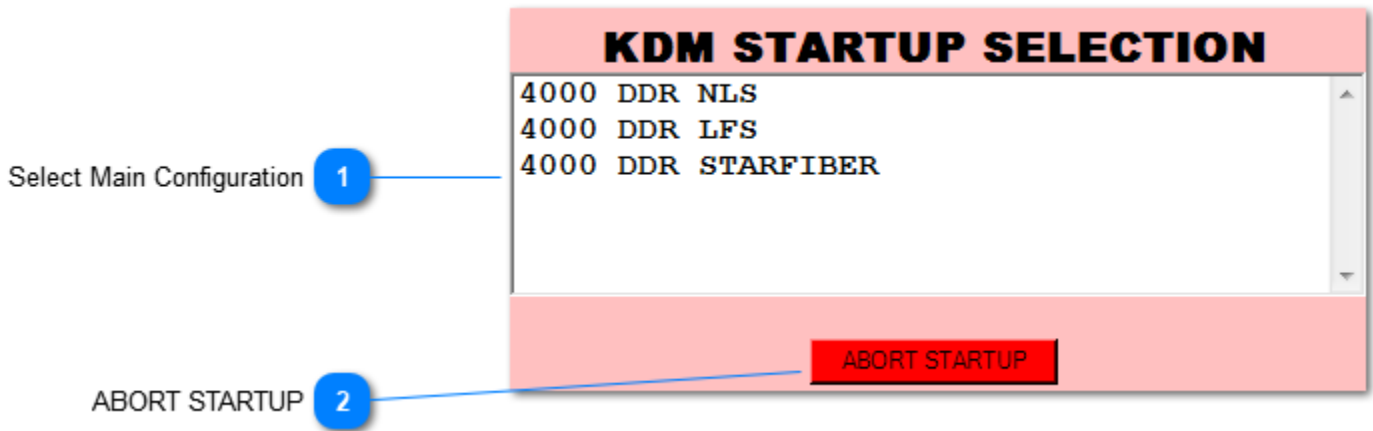 KDM STARTUP SELECTION
4000 DDR NLS
4000 DDR LFS
4000 DDR STARFIBER
Select Main Configuration 1
ABORT STARTUP
ABORT STARTUP 2